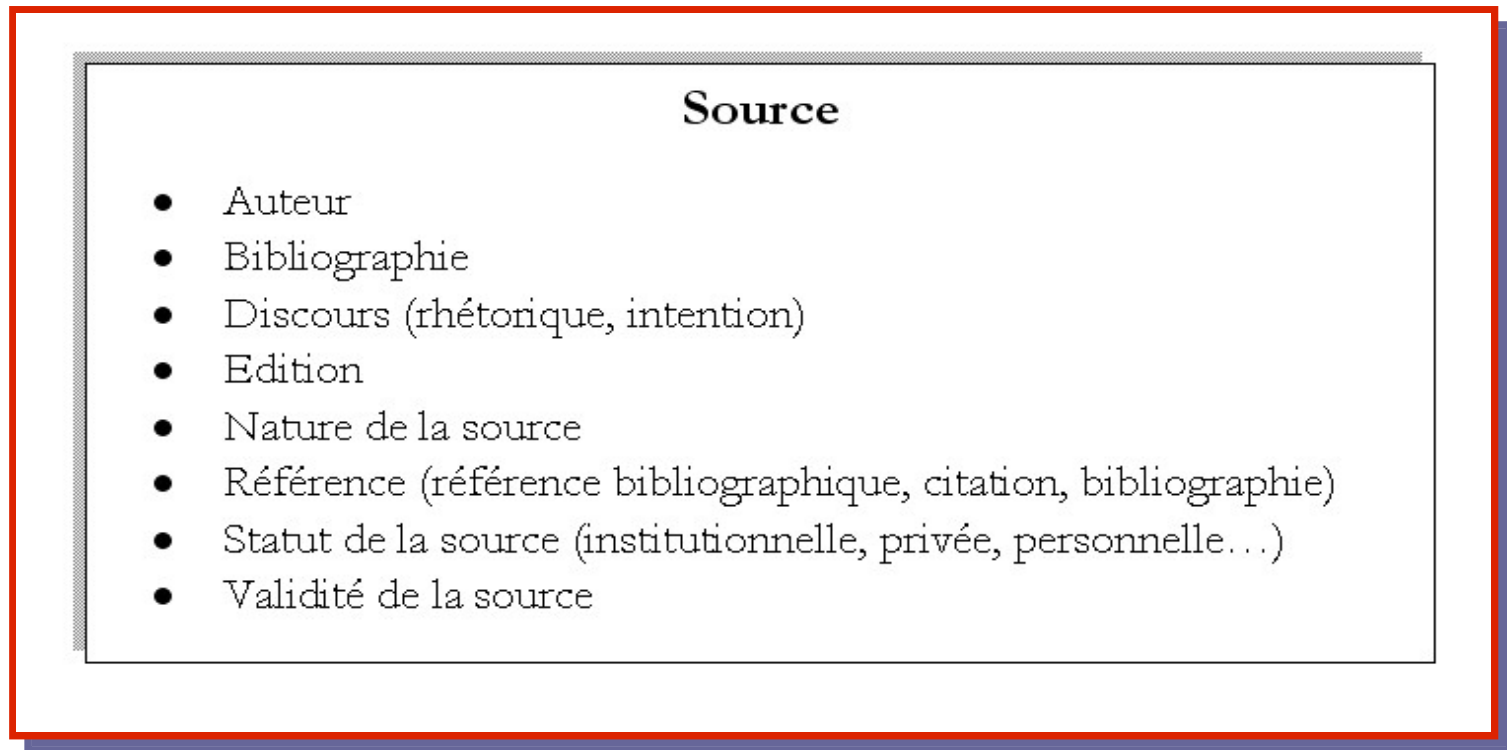 Source
• Auteur
• Bibliographie
• Discours (rhétorique, intention)
• Edition
• Nature de la source
• Référence (référence bibliographique, citation, bibliographie)
• Statut de la source (institutionnelle, privée, personnelle…)
• Validité de la source